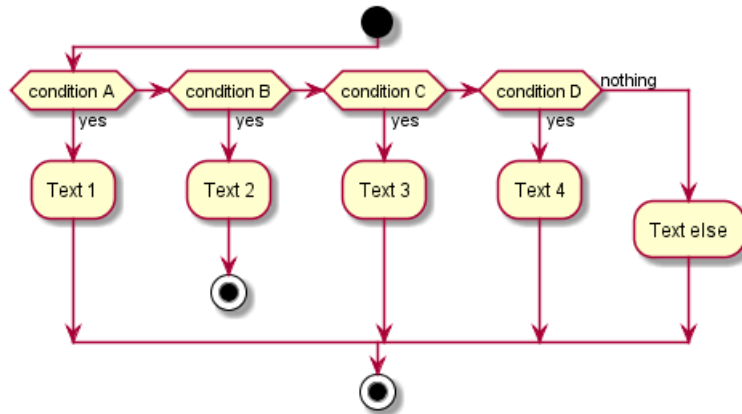 condition A
condition B
condition C
condition D
nothing
yes
yes
yes
yes
Text 1
Text 2
Text 3
Text 4
Text else